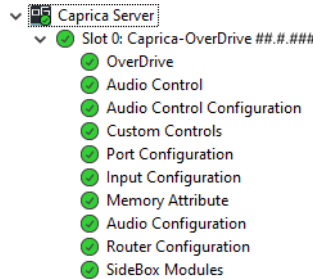 Caprica Server
Slot 0: Caprica-OverDrive ##.#.###
OverDrive
Audio Control
Audio Control Configuration
Custom Controls
Port Configuration
Input Configuration
Memory Attribute
Audio Configuration
Router Configuration
SideBox Modules